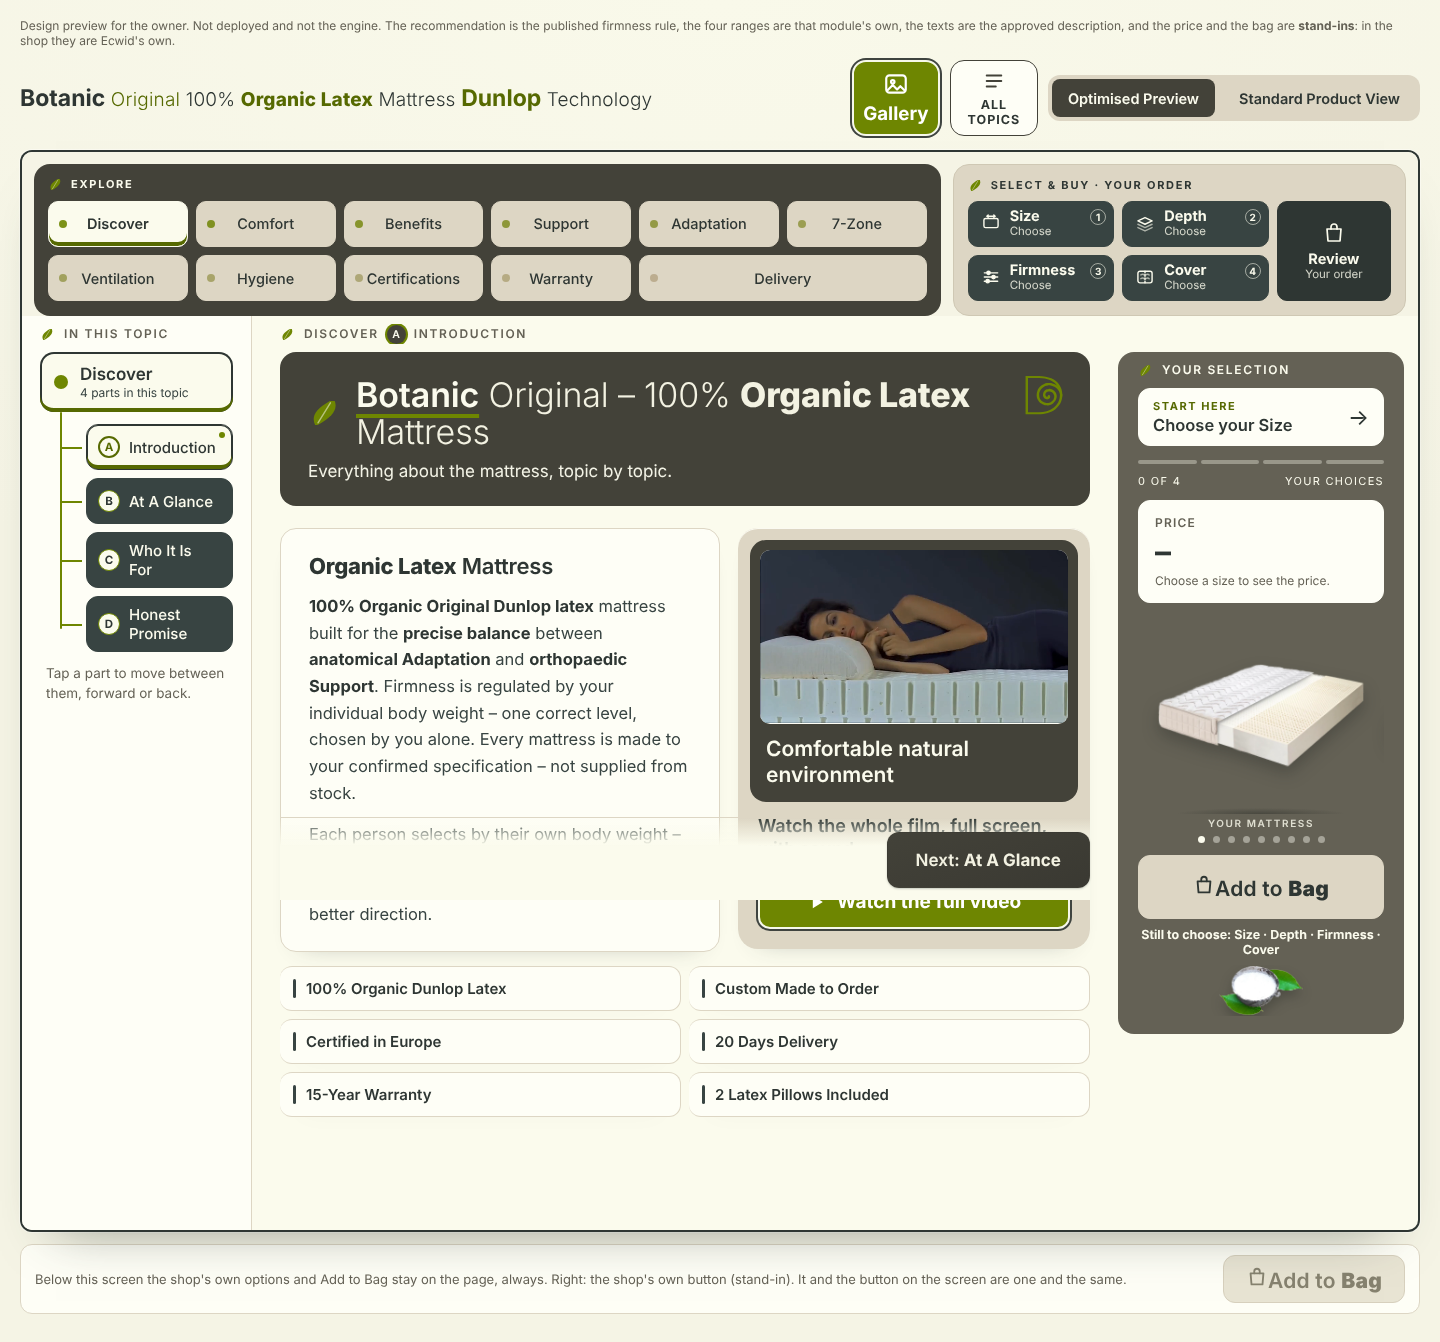 Design preview for the owner. Not deployed and not the engine. The recommendation is the published firmness rule, the four ranges are that module's own, the texts are the approved description, and the price and the bag are stand-ins: in the
shop they are Ecwid's own.
Botanic Original 100% Organic Latex Mattress Dunlop Technology
Gallery
ALL
TOPICS
Optimised Preview
Standard Product View
EXPLORE
Discover
Comfort
Benefits
Support
Adaptation
7-Zone
Ventilation
Hygiene
Certifications
Warranty
Delivery
SELECT & BUY · YOUR ORDER
Size
Choose
1
Depth
Choose
2
Firmness
Choose
3
Cover
Choose
4
Review
Your order
IN THIS TOPIC
Discover
4 parts in this topic
A Introduction
B At A Glance
C Who It Is
For
D Honest
Promise
Tap a part to move between
them, forward or back.
DISCOVER A INTRODUCTION
Botanic Original – 100% Organic Latex
Mattress
Everything about the mattress, topic by topic.
Organic Latex Mattress
100% Organic Original Dunlop latex mattress
built for the precise balance between
anatomical Adaptation and orthopaedic
Support. Firmness is regulated by your
individual body weight – one correct level,
chosen by you alone. Every mattress is made to
your confirmed specification – not supplied from
stock.
Each person selects by their own body weight –
better direction.
Comfortable natural
environment
Watch the whole film, full screen,
Watch the full video
Next: At A Glance
100% Organic Dunlop Latex
Custom Made to Order
Certified in Europe
20 Days Delivery
15-Year Warranty
2 Latex Pillows Included
YOUR SELECTION
START HERE
Choose your Size
0 OF 4
YOUR CHOICES
PRICE
–
Choose a size to see the price.
YOUR MATTRESS
Add to Bag
Still to choose: Size · Depth · Firmness ·
Cover
Below this screen the shop's own options and Add to Bag stay on the page, always. Right: the shop's own button (stand-in). It and the button on the screen are one and the same.
Add to Bag